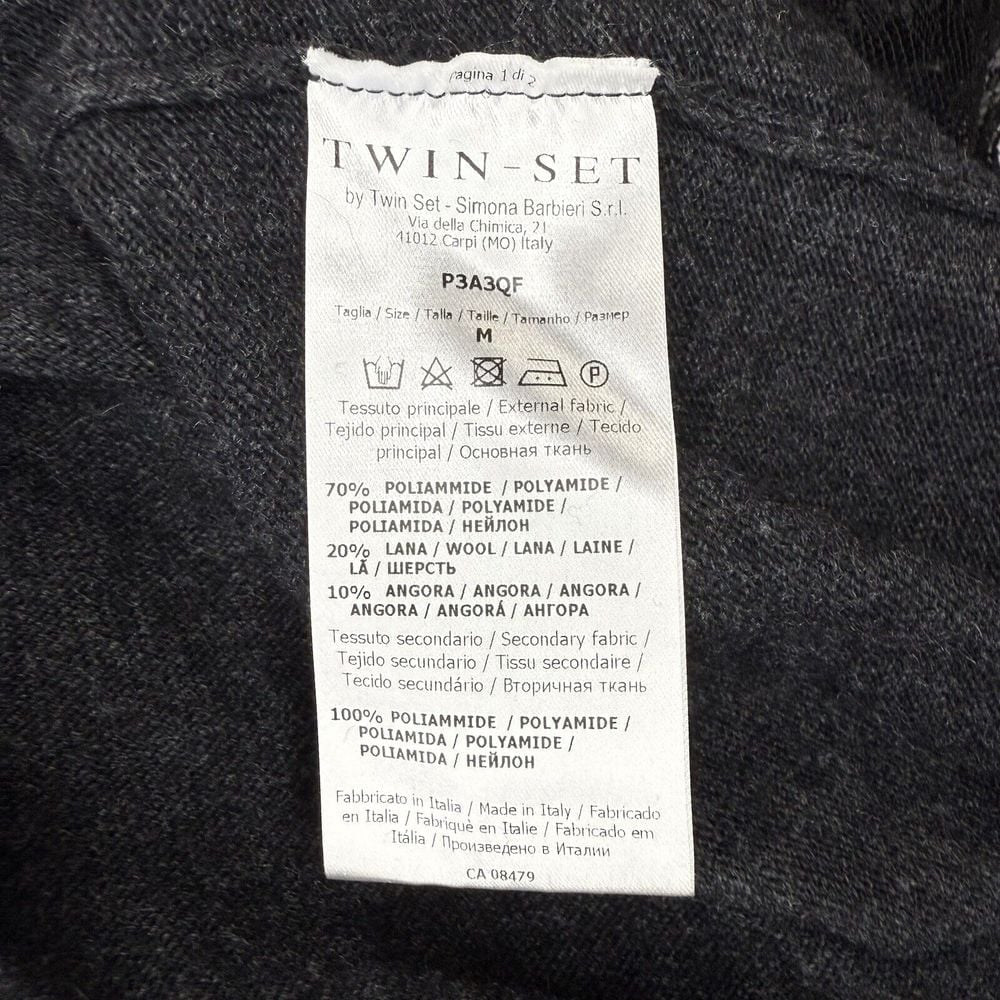 Pagina 1 di 2
TWIN-SET
by Twin Set - Simona Barbieri S.r.l.
Via della Chimica, 21
41012 Carpi (MO) Italy
P3A3QF
Taglia / Size / Talla / Taille / Tamanho / Размер
M
P
Tessuto principale / External fabric /
Tejido principal / Tissu externe / Tecido
principal / Основная ткань
70% POLIAMMIDE / POLYAMIDE /
POLIAMIDA / POLYAMIDE /
POLIAMIDA / НЕЙЛОН
20% LANA / WOOL / LANA / LAINE /
LÃ / ШЕРСТЬ
10% ANGORA / ANGORA / ANGORA /
ANGORA / ANGORÁ / АНГОРА
Tessuto secondario / Secondary fabric /
Tejido secundario / Tissu secondaire /
Tecido secundário / Вторичная ткань
100% POLIAMMIDE / POLYAMIDE /
POLIAMIDA / POLYAMIDE /
POLIAMIDA / НЕЙЛОН
Fabbricato in Italia / Made in Italy / Fabricado
en Italia / Fabriquè en Italie / Fabricado em
Itália / Произведено в Италии
CA 08479